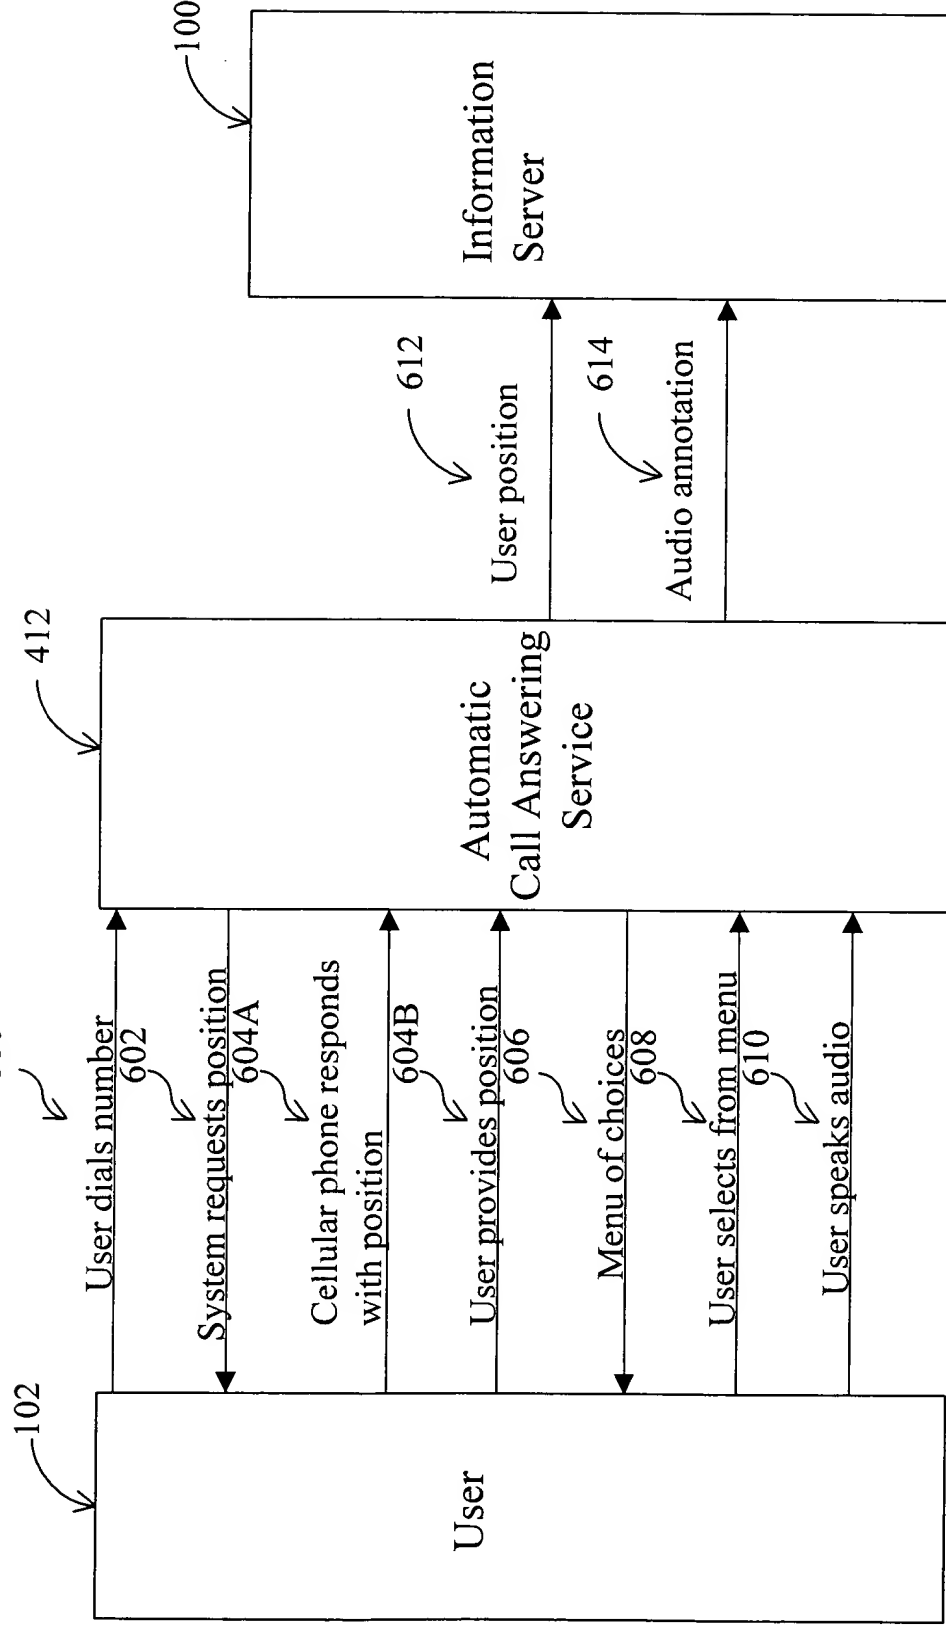 102
User
User dials number
602
System requests position
604A
Cellular phone responds
with position
604B
User provides position
606
Menu of choices
608
User selects from menu
610
User speaks audio
412
Automatic
Call Answering
Service
612
User position
614
Audio annotation
100
Information
Server